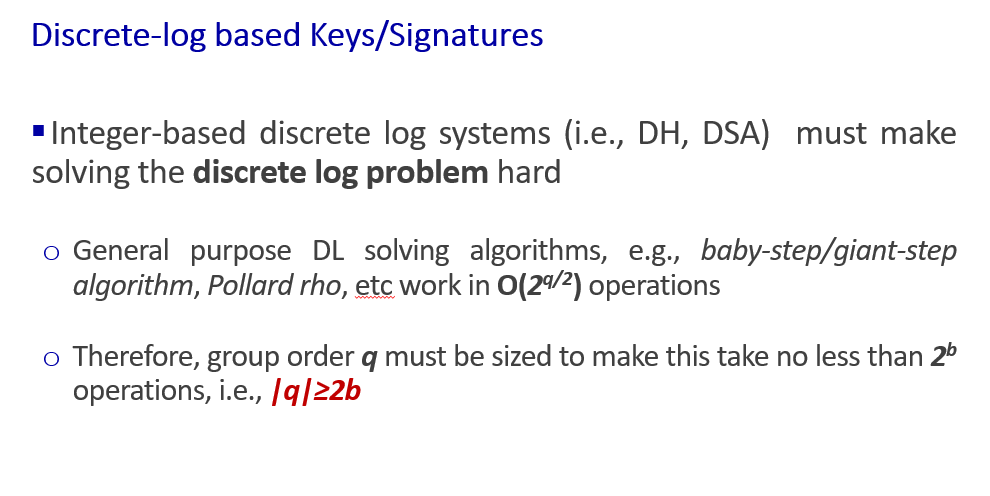 Discrete-log based Keys/Signatures
▪ Integer-based discrete log systems (i.e., DH, DSA) must make
solving the discrete log problem hard
o General purpose DL solving algorithms, e.g., baby-step/giant-step
algorithm, Pollard rho, etc work in O(2^q/2) operations
o Therefore, group order q must be sized to make this take no less than 2^b
operations, i.e., |q|≥2b